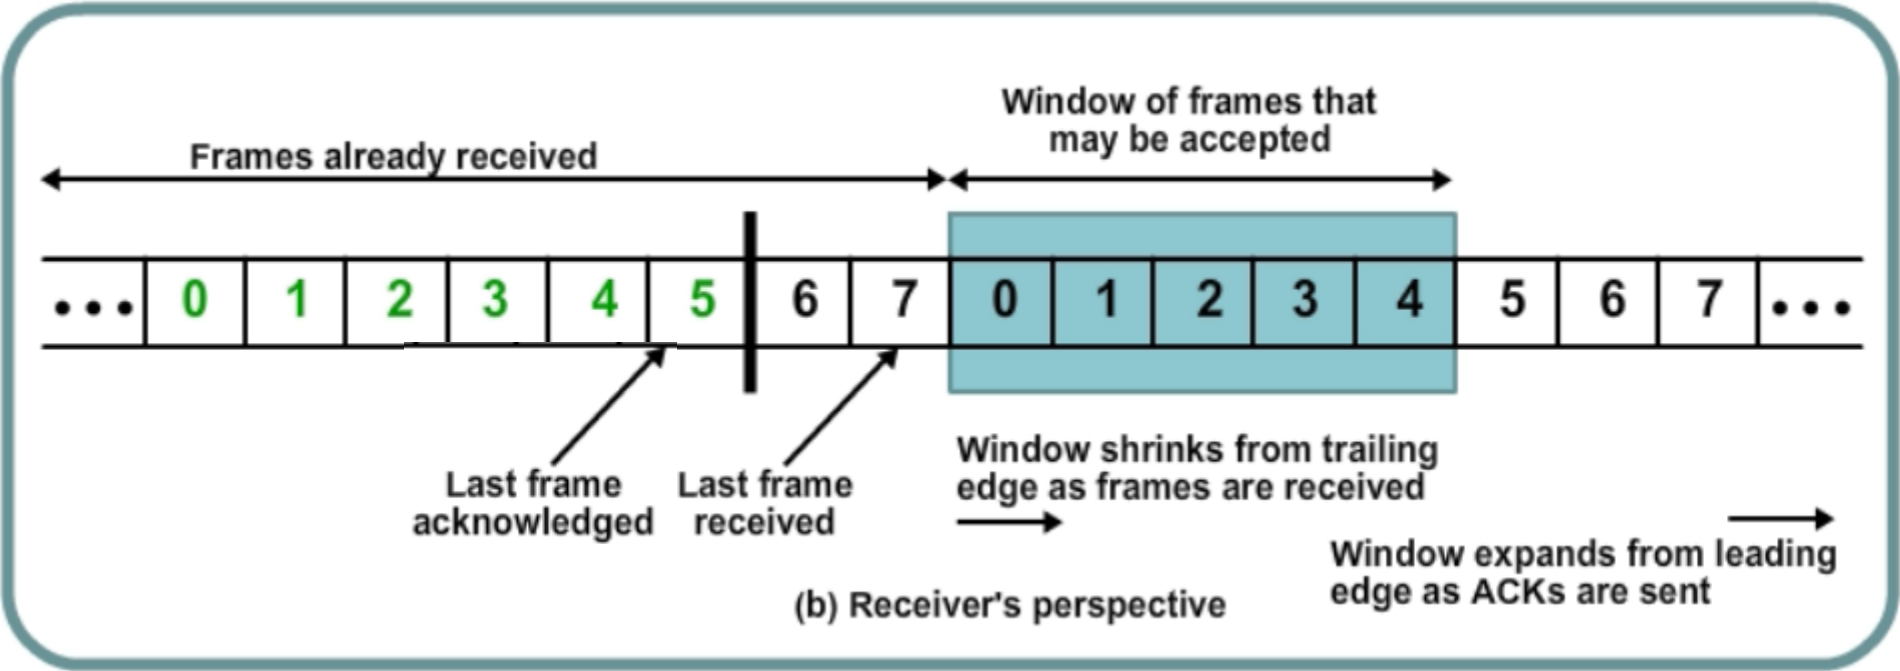 Window of frames that
may be accepted
Frames already received
... 0 1 2 3 4 5 6 7 0 1 2 3 4 5 6 7 ...
Last frame
acknowledged
Last frame
received
Window shrinks from trailing
edge as frames are received
Window expands from leading
edge as ACKs are sent
(b) Receiver's perspective